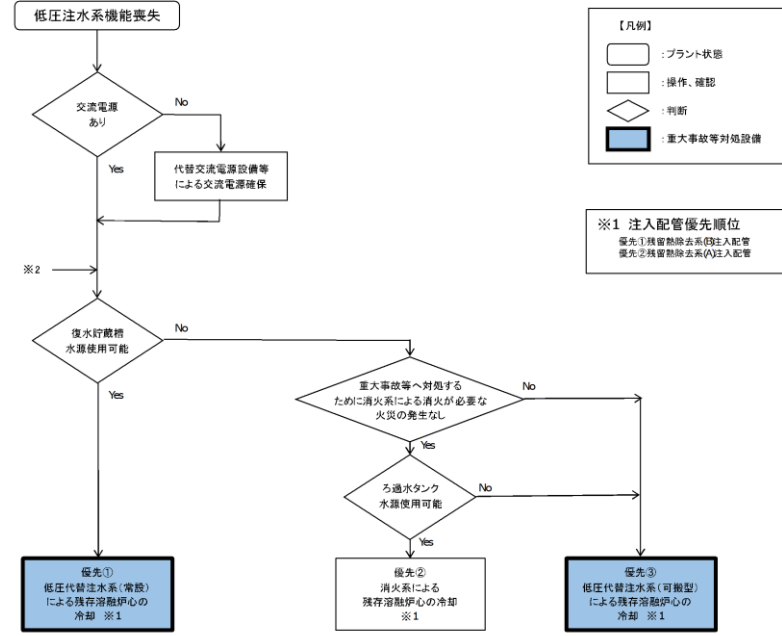 低圧注水系機能喪失
交流電源
あり
No
Yes
代替交流電源設備等
による交流電源確保
※2
復水貯蔵槽
水源使用可能
No
Yes
重大事故等へ対処する
ために消火系による消火が必要な
火災の発生なし
No
Yes
ろ過水タンク
水源使用可能
No
Yes
優先①
低圧代替注水系(常設)
による残存溶融炉心の
冷却 ※1
優先②
消火系による
残存溶融炉心の冷却
※1
優先③
低圧代替注水系(可搬型)
による残存溶融炉心の
冷却 ※1
【凡例】
:プラント状態
:操作、確認
:判断
:重大事故等対処設備
※1 注入配管優先順位
優先①残留熱除去系(B)注入配管
優先②残留熱除去系(A)注入配管